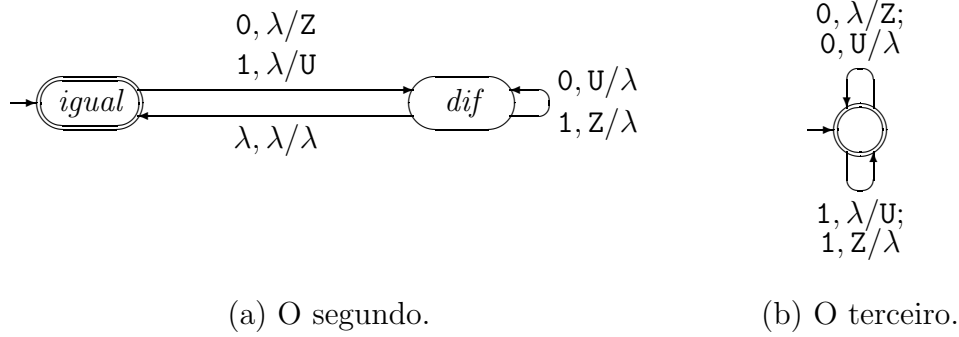 0, λ/Z
1, λ/U
igual
dif
0, U/λ
1, Z/λ
λ, λ/λ
(a) O segundo.
0, λ/Z;
0, U/λ
1, λ/U;
1, Z/λ
(b) O terceiro.